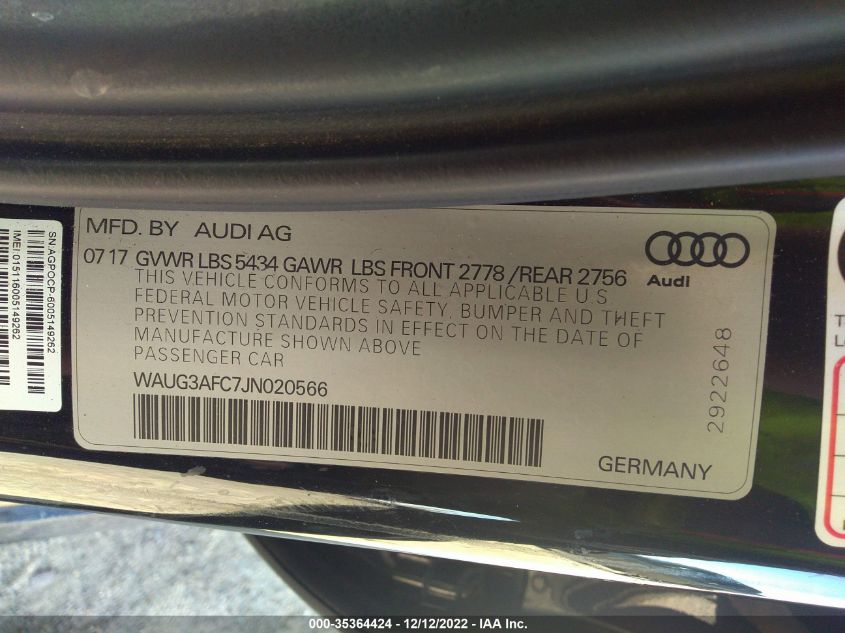 MFD. BY AUDI AG
07 17 GWWR LBS 5434 GAWR LBS FRONT 2778 /REAR 2756
THIS VEHICLE CONFORMS TO ALL APPLICABLE U.S
FEDERAL MOTOR VEHICLE SAFETY, BUMPER AND THEFT
PREVENTION STANDARDS IN EFFECT ON THE DATE OF
MANUFACTURE SHOWN ABOVE
PASSENGER CAR
WAUG3AFC7JN020566
Audi
2922648
GERMANY
SN:AGPOCP-6005149262
IMEI 015116005149262
000-35364424 - 12/12/2022 - IAA Inc.